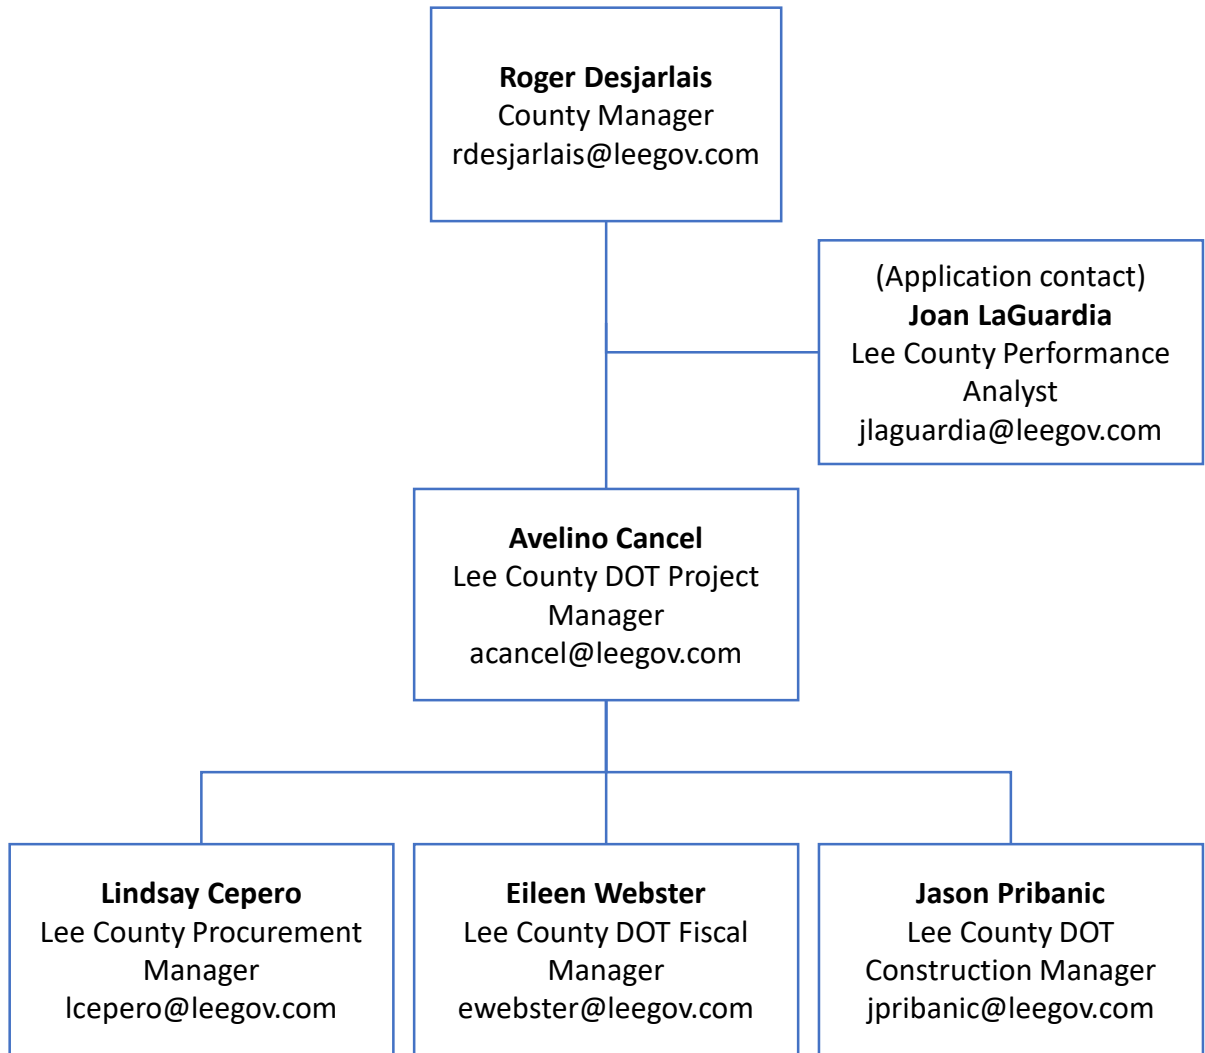 Roger Desjarlais
County Manager
rdesjarlais@leegov.com
(Application contact)
Joan LaGuardia
Lee County Performance
Analyst
jlaguardia@leegov.com
Avelino Cancel
Lee County DOT Project
Manager
acancel@leegov.com
Lindsay Cepero
Lee County Procurement
Manager
lcepero@leegov.com
Eileen Webster
Lee County DOT Fiscal
Manager
ewebster@leegov.com
Jason Pribanic
Lee County DOT
Construction Manager
jpribanic@leegov.com